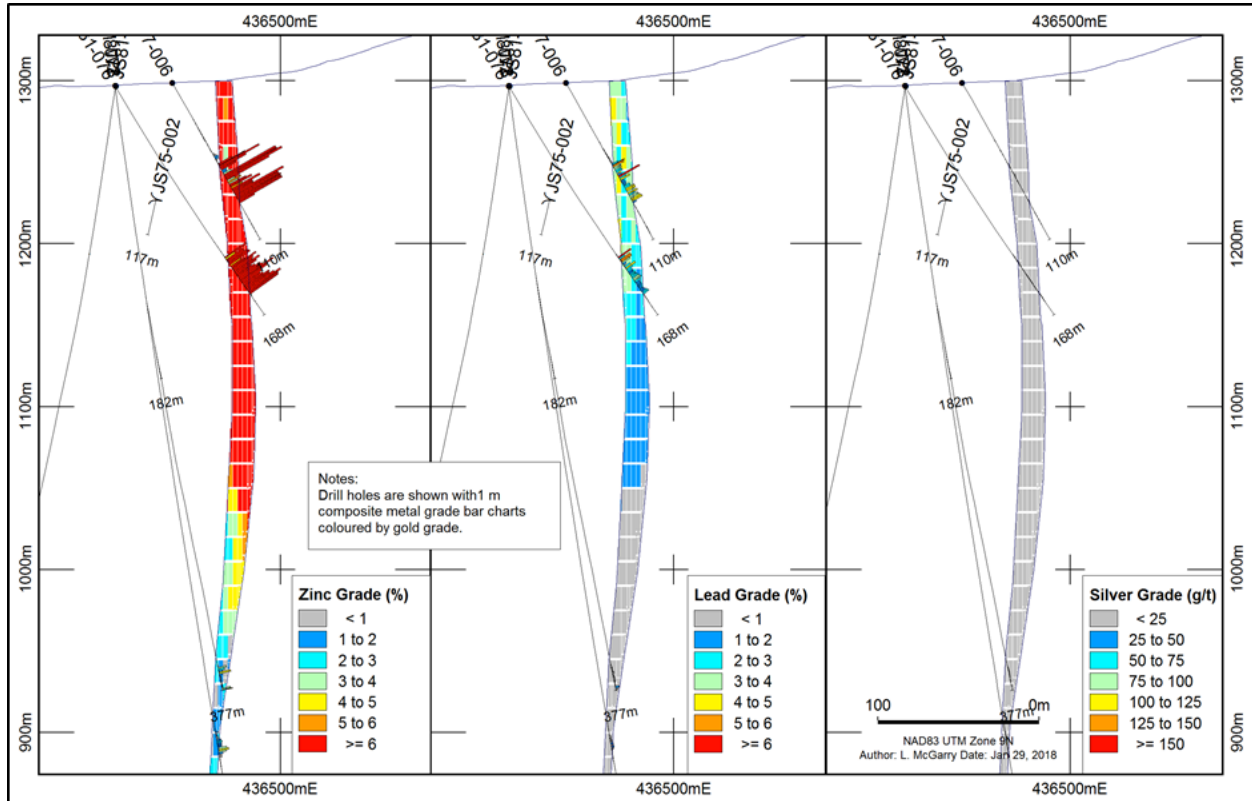 436500mE
436500mE
436500mE
1300m
1200m
1100m
1000m
900m
7-006
YJS75-002
117m
110m
168m
182m
377m
7-006
YJS75-002
117m
110m
168m
182m
377m
YJS75-002
117m
110m
168m
182m
377m
1300m
1200m
1100m
1000m
900m
Notes:
Drill holes are shown with1 m
composite metal grade bar charts
coloured by gold grade.
Zinc Grade (%)
< 1
1 to 2
2 to 3
3 to 4
4 to 5
5 to 6
>= 6
Lead Grade (%)
< 1
1 to 2
2 to 3
3 to 4
4 to 5
5 to 6
>= 6
Silver Grade (g/t)
< 25
25 to 50
50 to 75
75 to 100
100 to 125
125 to 150
>= 150
100 0m
NAD83 UTM Zone 9N
Author: L. McGarry Date: Jan 29, 2018
436500mE
436500mE
436500mE